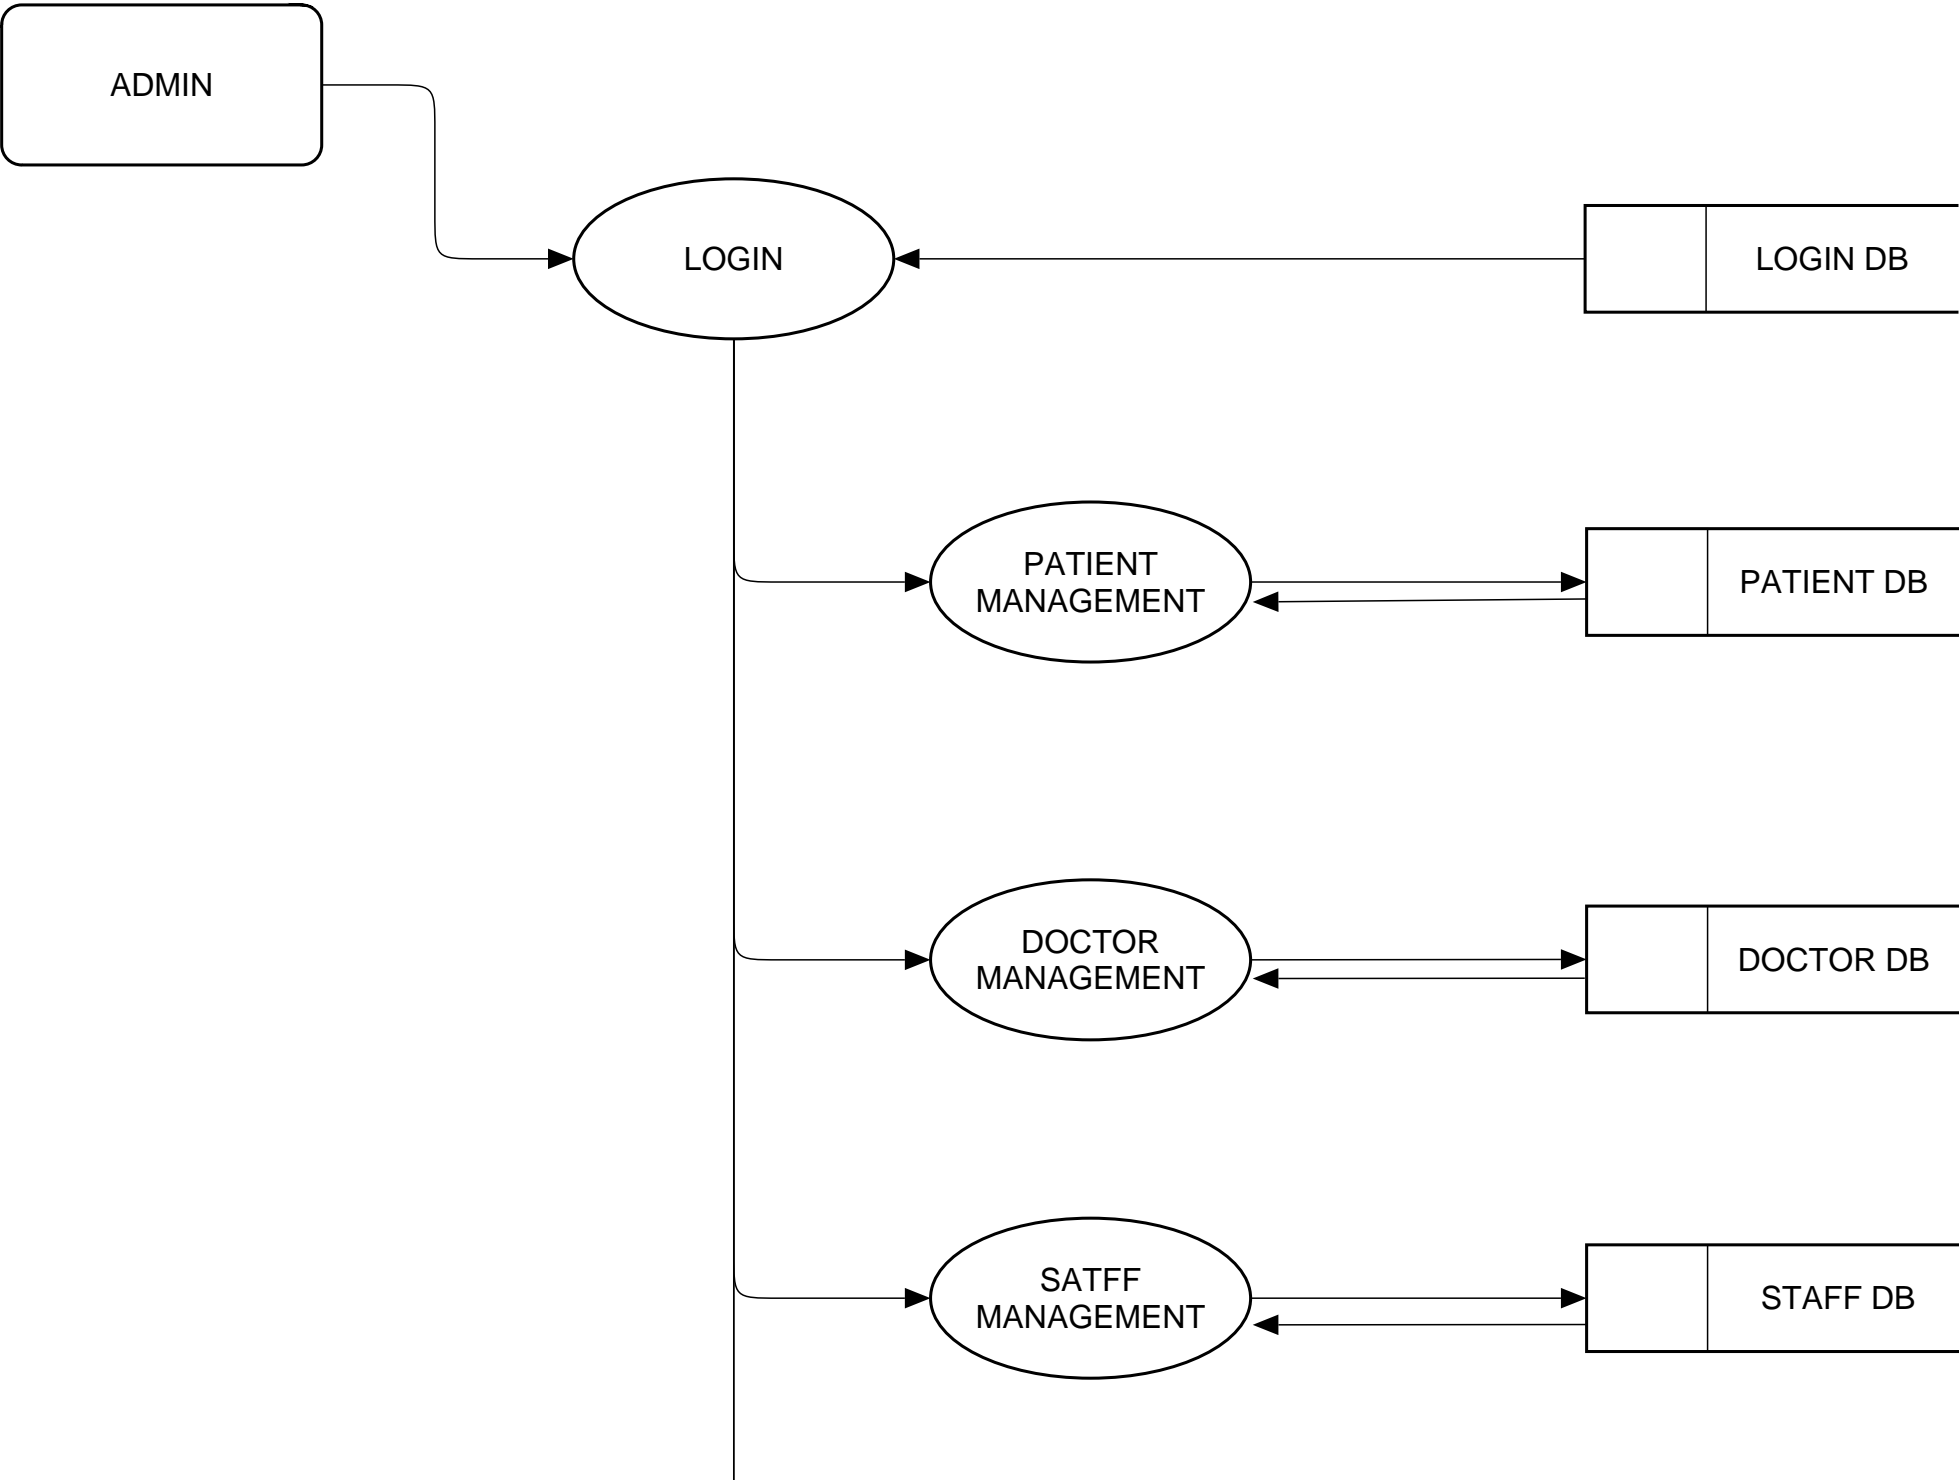 ADMIN
LOGIN
LOGIN DB
PATIENT
MANAGEMENT
PATIENT DB
DOCTOR
MANAGEMENT
DOCTOR DB
SATFF
MANAGEMENT
STAFF DB